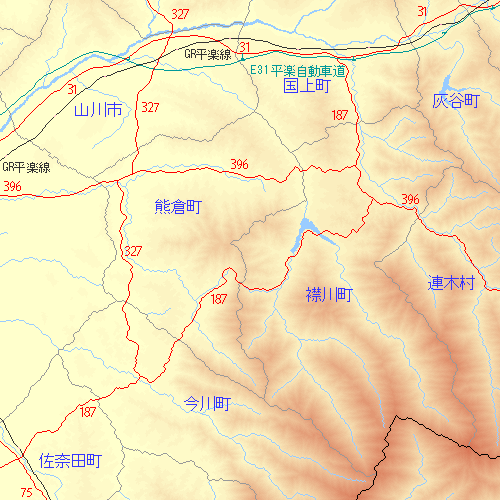 327
31
31
GR平楽線
E31平楽自動車道
31
国上町
灰谷町
山川市
327
187
GR平楽線
396
396
396
熊倉町
327
連木村
187
襟川町
今川町
187
佐奈田町
75